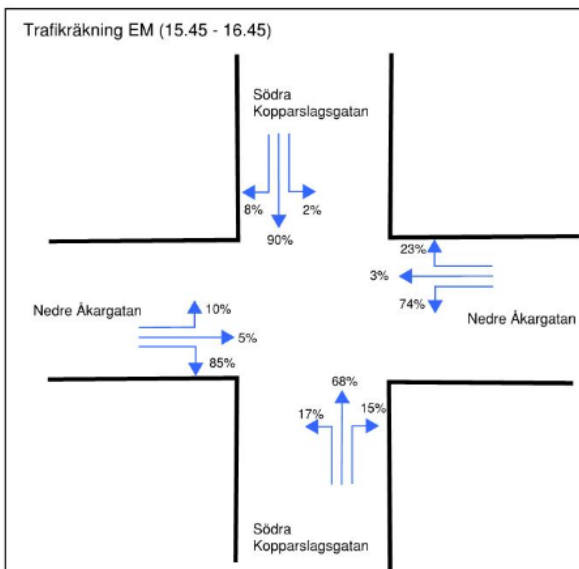 Trafikräkning EM (15.45 - 16.45)
Södra
Kopparslagsgatan
8%
2%
90%
23%
3%
74%
Nedre Åkargatan
Nedre Åkargatan
10%
5%
85%
68%
17%
15%
Södra
Kopparslagsgatan